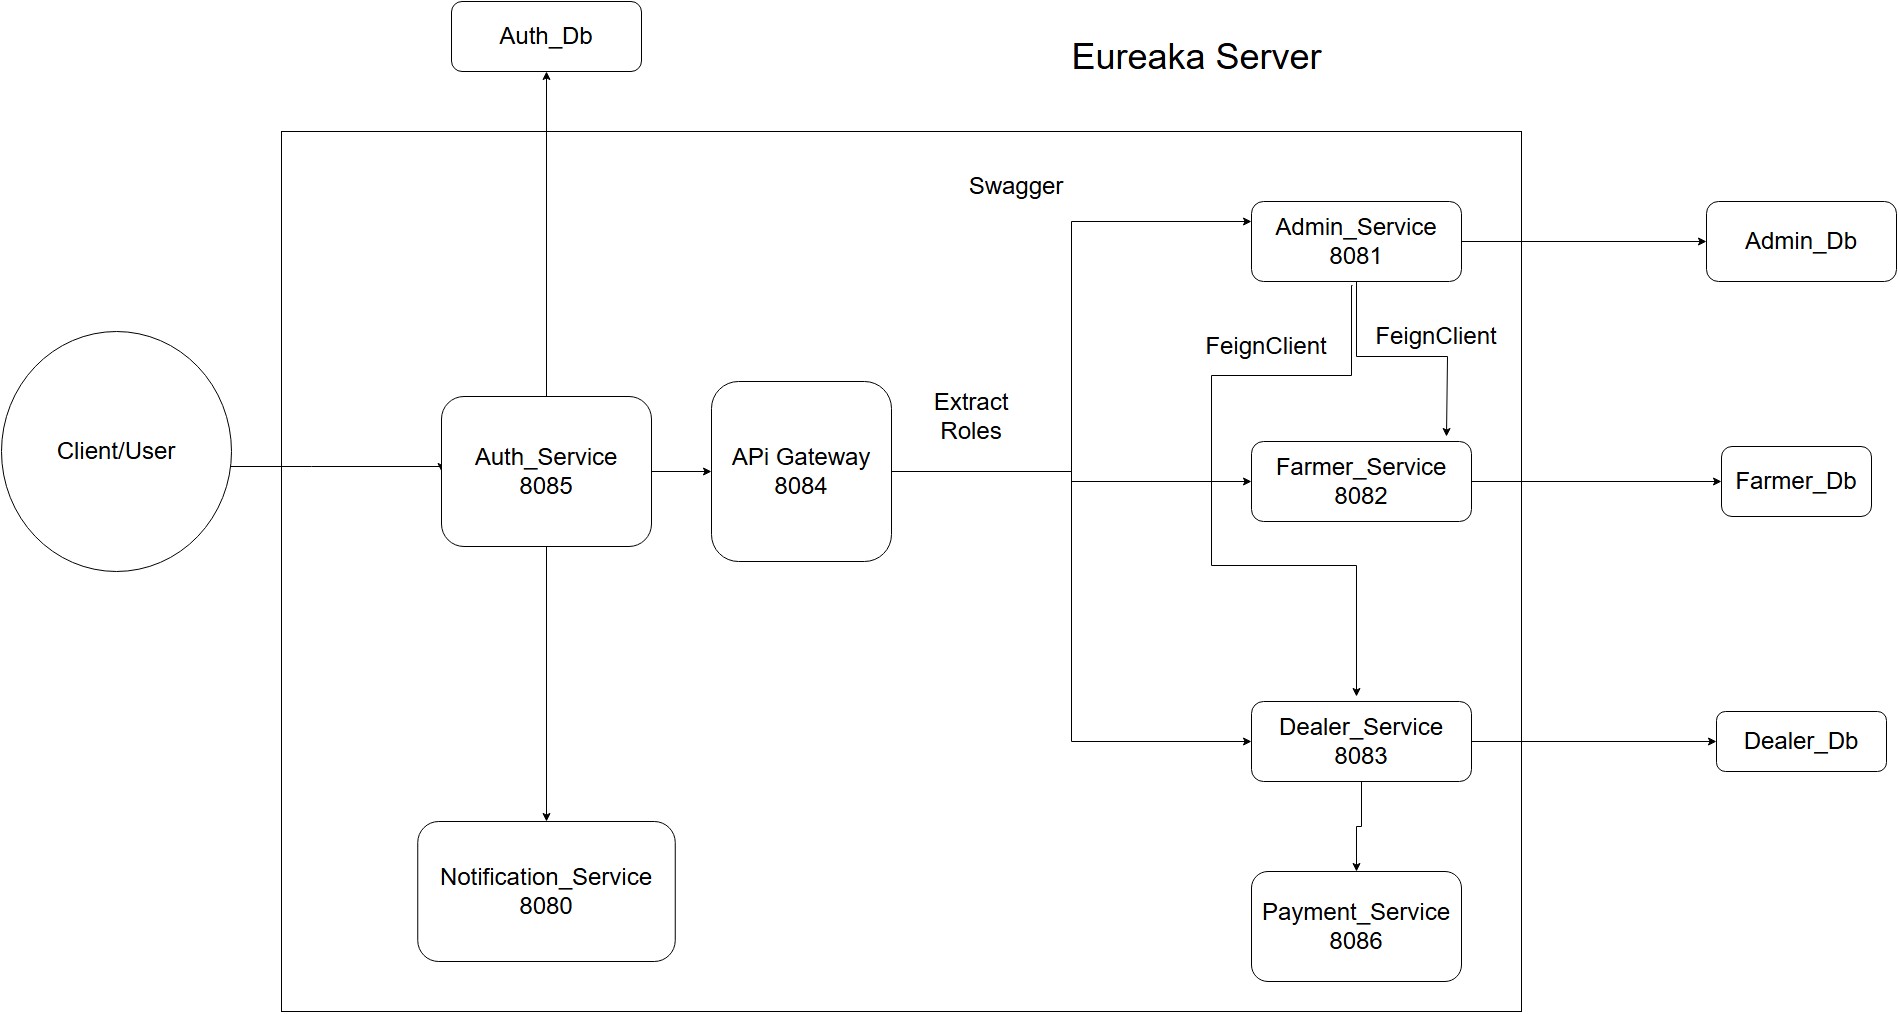 Auth_Db
Eureaka Server
Swagger
Admin_Service
8081
Admin_Db
FeignClient
FeignClient
Extract
Roles
Client/User
Auth_Service
8085
APi Gateway
8084
Farmer_Service
8082
Farmer_Db
Dealer_Service
8083
Dealer_Db
Notification_Service
8080
Payment_Service
8086